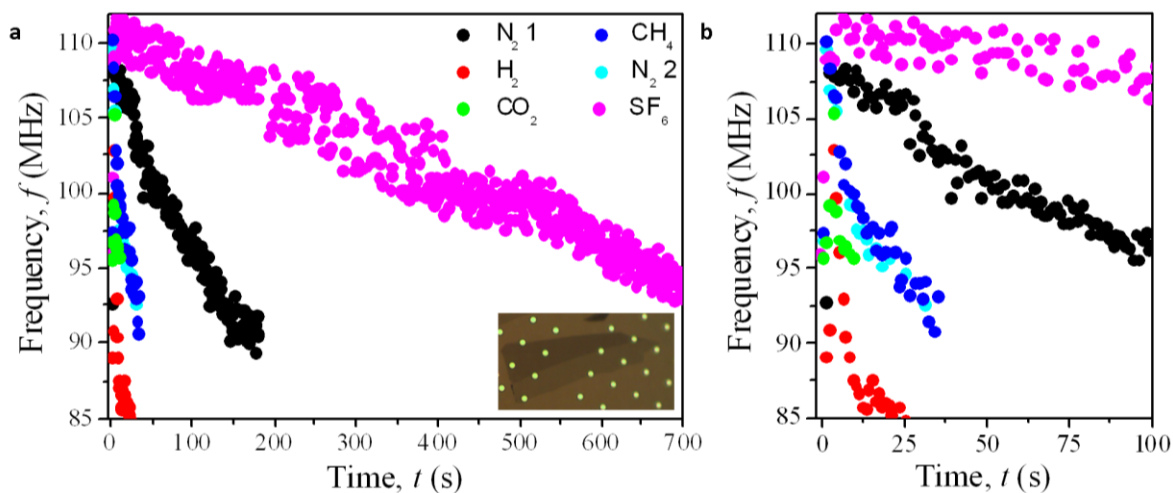 a
110
105
100
95
90
85
0
100
200
300
400
500
600
700
Frequency, f (MHz)
Time, t (s)
N₂ 1
H₂
CO₂
CH₄
N₂ 2
SF₆
b
110
105
100
95
90
85
0
25
50
75
100
Frequency, f (MHz)
Time, t (s)